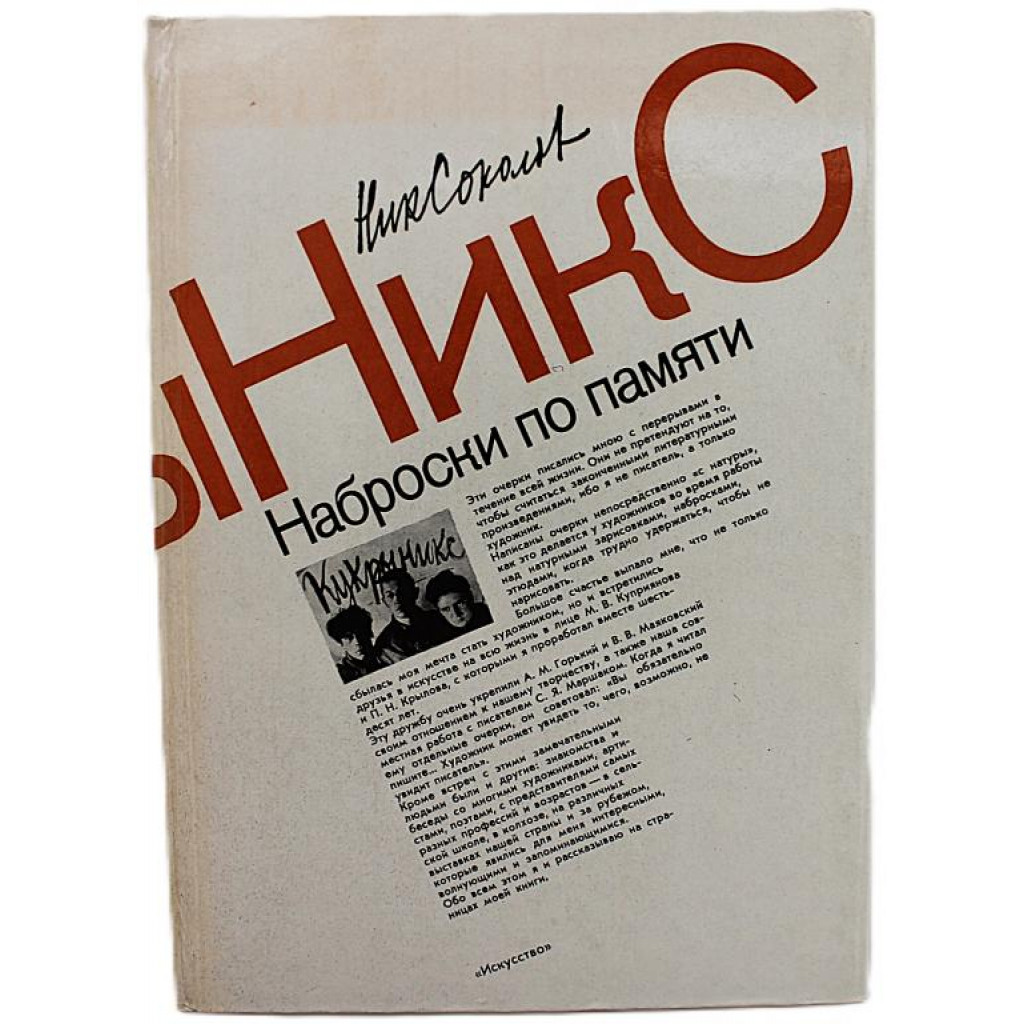 Ник Соколов
ыНикС
Наброски по памяти
Эти очерки писались мною с перерывами в
течение всей жизни. Они не претендуют на то,
чтобы считаться законченными литературными
произведениями, ибо я не писатель, а только
художник.
Написаны очерки непосредственно «с натуры»,
как это делается у художников во время работы
над натурными зарисовками, набросками,
этюдами, когда трудно удержаться, чтобы не
нарисовать.
Большое счастье выпало мне, что не только
сбылась моя мечта стать художником, но и встретились
друзья в искусстве на всю жизнь в лице М. В. Куприянова
и П. Н. Крылова, с которыми я проработал вместе шесть-
десят лет.
Эту дружбу очень укрепили А. М. Горький и В. В. Маяковский
своим отношением к нашему творчеству, а также наша сов-
местная работа с писателем С. Я. Маршаком. Когда я читал
ему отдельные очерки, он советовал: «Вы обязательно
пишите... Художник может увидеть то, чего, возможно, не
увидит писатель».
Кроме встреч с этими замечательными
людьми были и другие: знакомства и
беседы со многими художниками, арти-
стами, поэтами, с представителями самых
разных профессий и возрастов — в сель-
ской школе, в колхозе, на различных
выставках нашей страны и за рубежом,
которые явились для меня интересными,
волнующими и запоминающимися.
Обо всем этом я и рассказываю на стра-
ницах моей книги.
Кукрыникс
«Искусство»